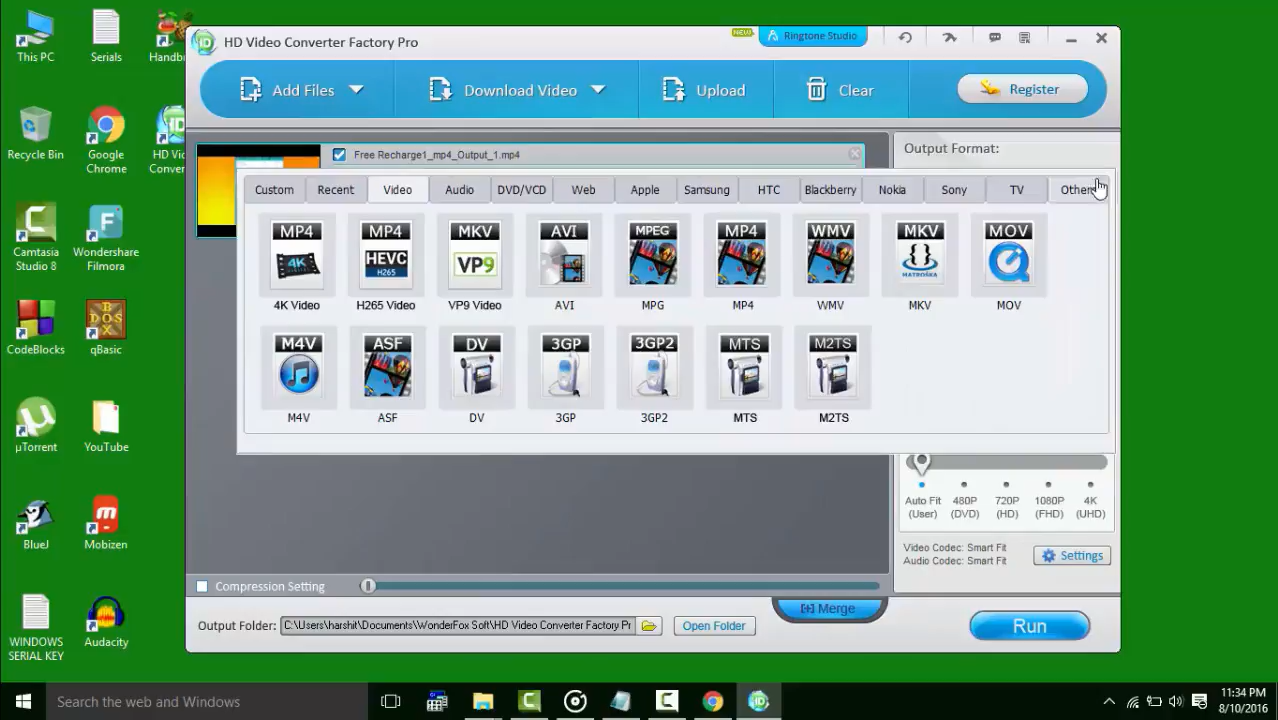 This PC
Serials
Handb
Recycle Bin
Google
Chrome
HD Vi
Conver
Camtasia
Studio 8
Wondershare
Filmora
CodeBlocks
qBasic
µTorrent
YouTube
BlueJ
Mobizen
WINDOWS
SERIAL KEY
Audacity
HD Video Converter Factory Pro
NEW
Ringtone Studio
Add Files
Download Video
Upload
Clear
Register
Free Recharge1_mp4_Output_1.mp4
Output Format:
Custom
Recent
Video
Audio
DVD/VCD
Web
Apple
Samsung
HTC
Blackberry
Nokia
Sony
TV
Other
MP4
4K
4K Video
MP4
HEVC
H265
H265 Video
MKV
VP9
VP9 Video
AVI
AVI
MPEG
MPG
MP4
MP4
WMV
WMV
MKV
MATROŠKA
MKV
MOV
MOV
M4V
M4V
ASF
ASF
DV
DV
3GP
3GP
3GP2
3GP2
MTS
MTS
M2TS
M2TS
Auto Fit
(User)
480P
(DVD)
720P
(HD)
1080P
(FHD)
4K
(UHD)
Video Codec: Smart Fit
Audio Codec: Smart Fit
Settings
Compression Setting
Merge
Output Folder:
C:\Users\harshit\Documents\WonderFox Soft\HD Video Converter Factory Pr
Open Folder
Run
Search the web and Windows
11:34 PM
8/10/2016